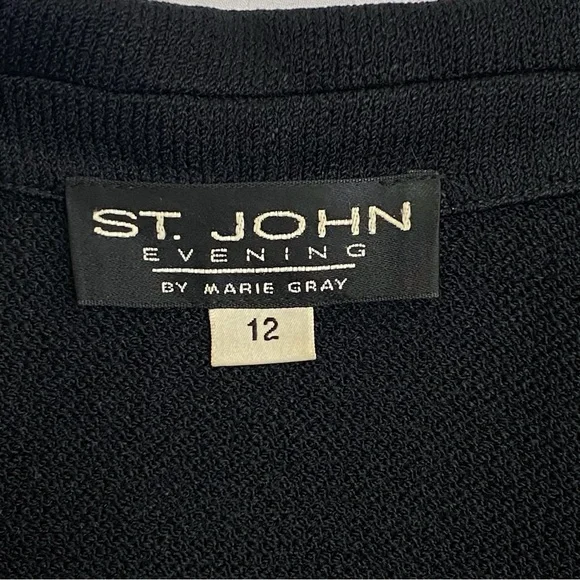 ST. JOHN
EVENING
BY MARIE GRAY
12